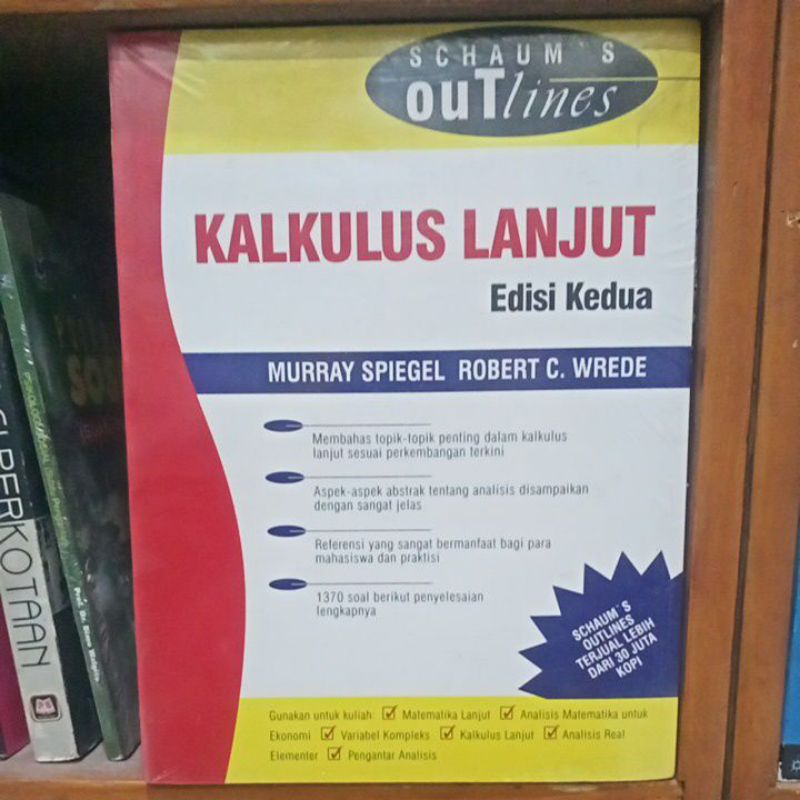 SCHAUM'S
ouTlines
KALKULUS LANJUT
Edisi Kedua
MURRAY SPIEGEL ROBERT C. WREDE
Membahas topik-topik penting dalam kalkulus
lanjut sesuai perkembangan terkini
Aspek-aspek abstrak tentang analisis disampaikan
dengan sangat jelas
Referensi yang sangat bermanfaat bagi para
mahasiswa dan praktisi
1370 soal berikut penyelesaian
lengkapnya
SCHAUM'S
OUTLINES
TERJUAL LEBIH
DARI 30 JUTA
KOPI
Gunakan untuk kuliah: Matematika Lanjut Analisis Matematika untuk
Ekonomi Variabel Kompleks Kalkulus Lanjut Analisis Real
Elementer Pengantar Analisis
PERKOTAAN